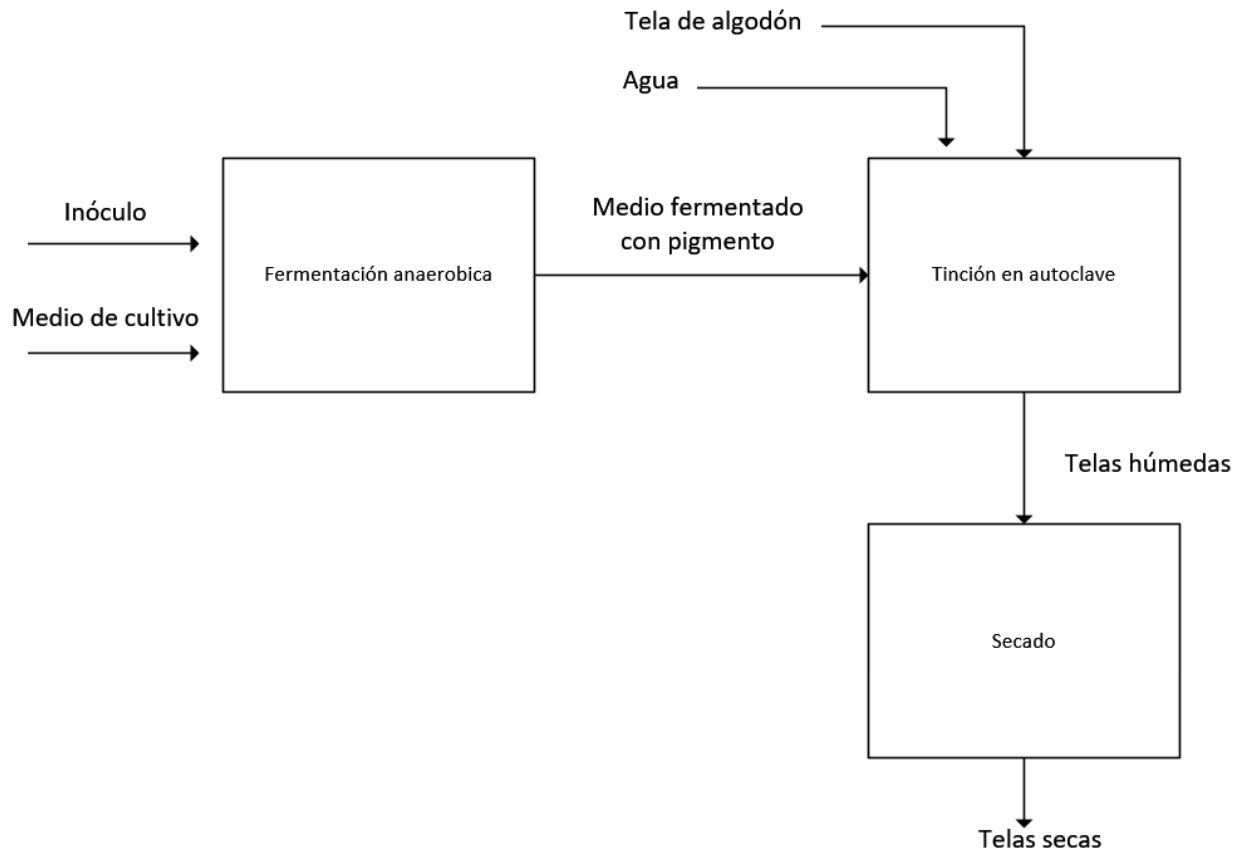 Tela de algodón
Agua
Inóculo
Medio de cultivo
Fermentación anaerobica
Medio fermentado
con pigmento
Tinción en autoclave
Telas húmedas
Secado
Telas secas